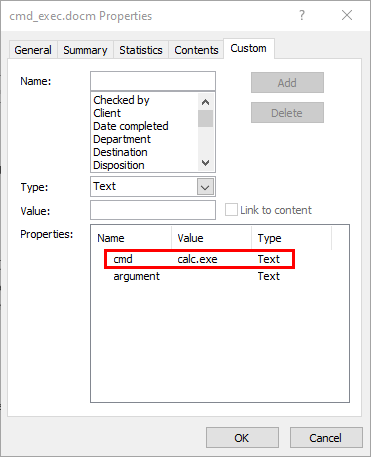 cmd_exec.docm Properties ? ×
General Summary Statistics Contents Custom
Name:
Add
Checked by
Client
Date completed
Department
Destination
Disposition
Delete
Type: Text
Value: Link to content
Properties: Name Value Type
cmd calc.exe Text
argument Text
OK Cancel